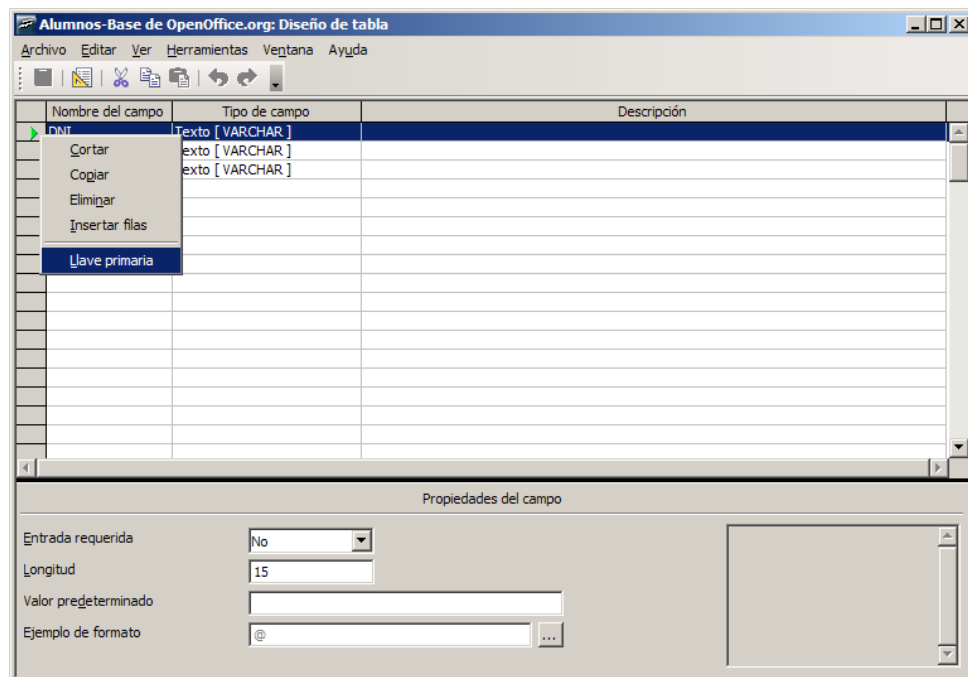 Alumnos-Base de OpenOffice.org: Diseño de tabla
Archivo Editar Ver Herramientas Ventana Ayuda
Nombre del campo Tipo de campo Descripción
DNI Texto [ VARCHAR ]
Cortar exto [ VARCHAR ]
Copiar exto [ VARCHAR ]
Eliminar
Insertar filas
Llave primaria
Propiedades del campo
Entrada requerida No
Longitud 15
Valor predeterminado
Ejemplo de formato @ ...